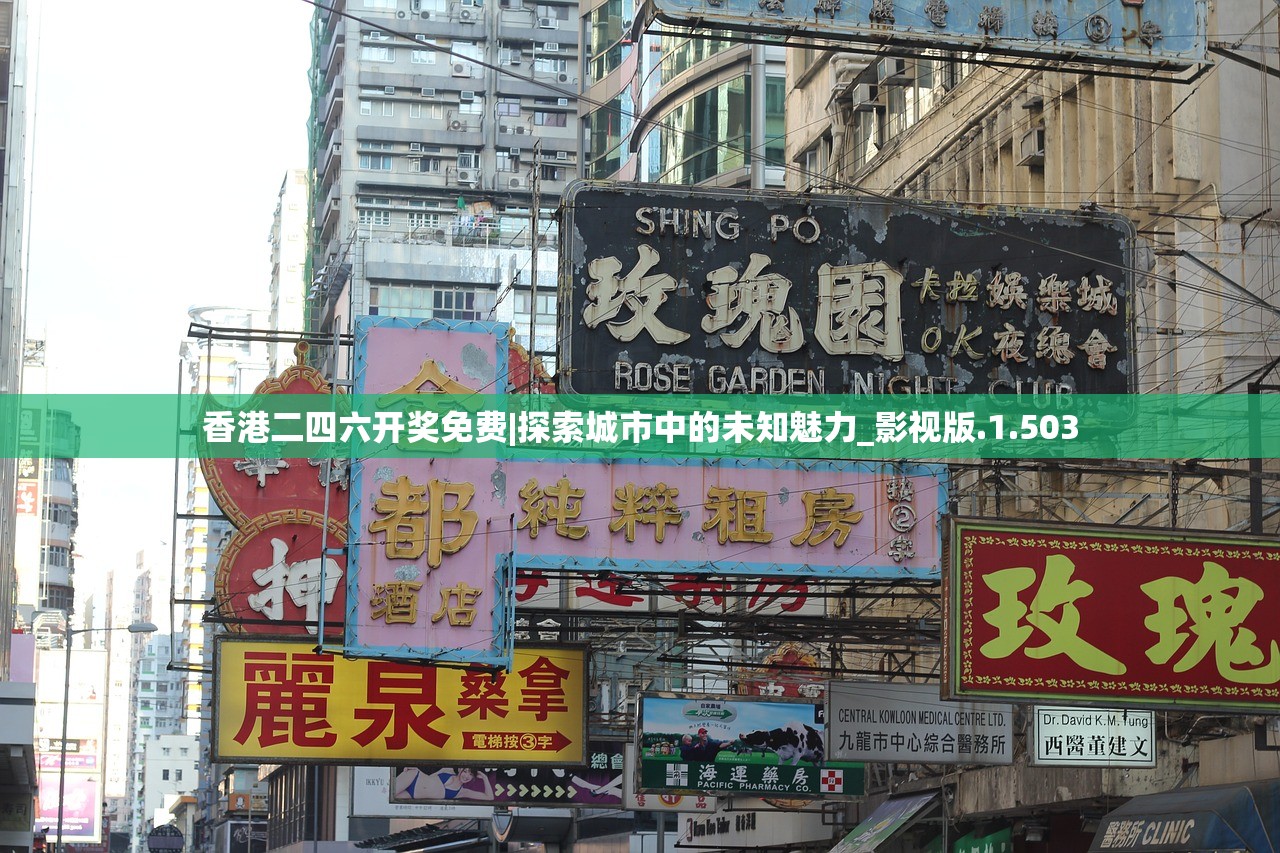 SHING PO
玫瑰園
卡拉 娛樂城
OK 夜總會
ROSE GARDEN NIGHT CLUB
香港二四六开奖免费|探索城市中的未知魅力_影视版.1.503
都
酒店
純粹租房
按②字
押
玫瑰
麗泉
桑拿
電梯按③字
CENTRAL KOWLOON MEDICAL CENTRE LTD.
九龍市中心綜合醫務所
Dr. David K.M. Tung
西醫董建文
海運藥房
PACIFIC PHARMACY CO.
醫務所 CLINIC